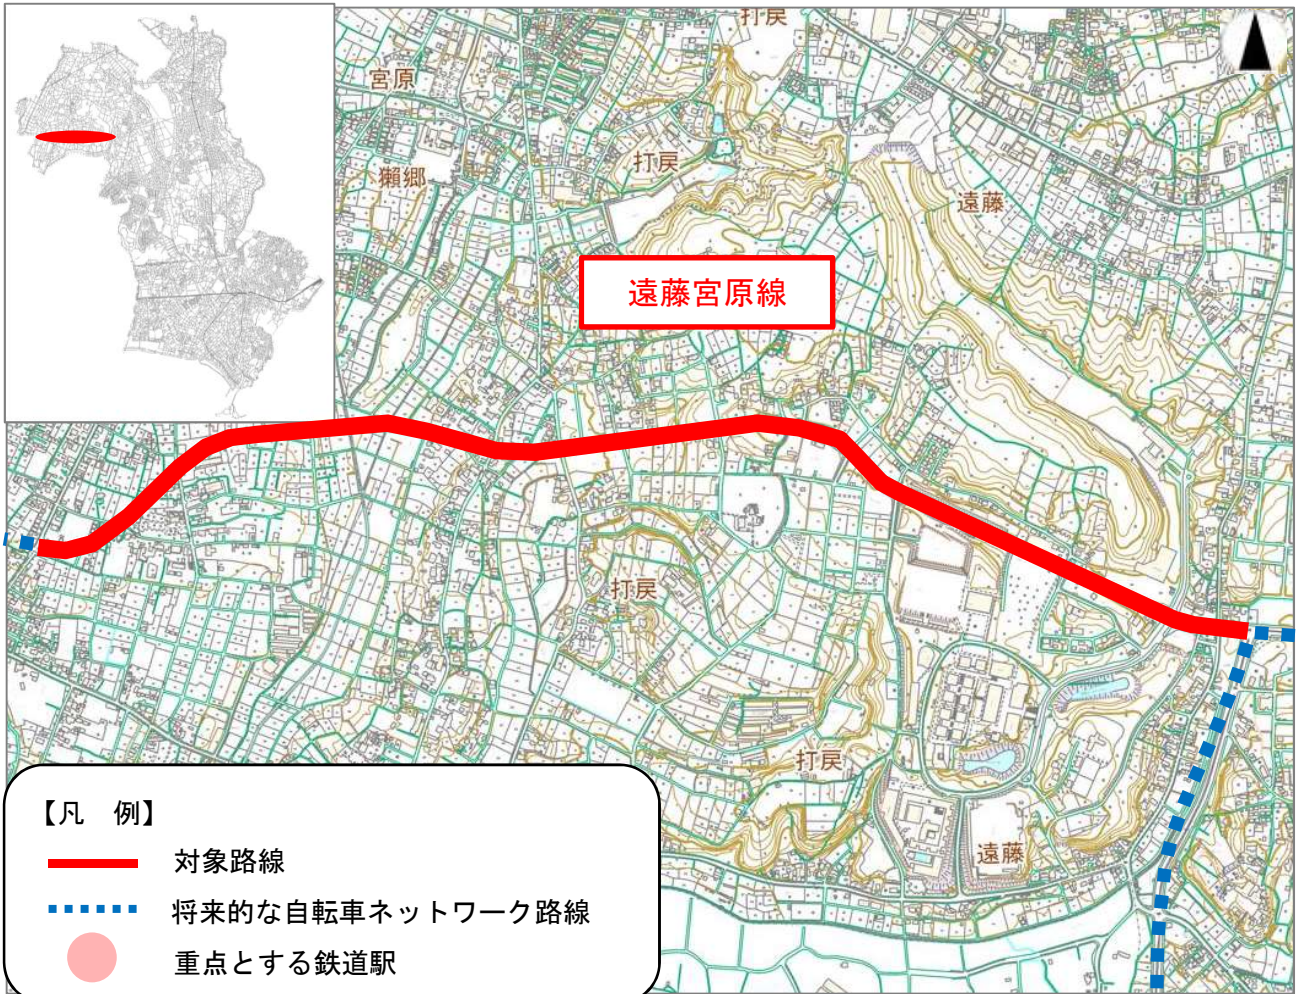 打戻
宮原
打戻
獺郷
遠藤
遠藤宮原線
打戻
打戻
遠藤
【凡　例】
対象路線
将来的な自転車ネットワーク路線
重点とする鉄道駅